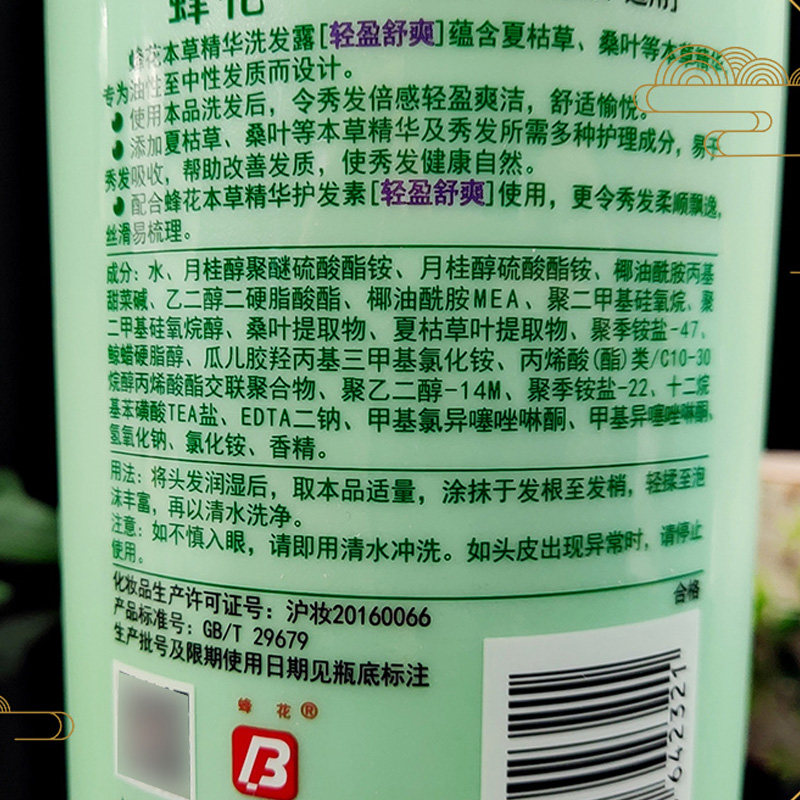 蜂花
适用]
蜂花本草精华洗发露[轻盈舒爽]蕴含夏枯草、桑叶等本草精华
专为油性至中性发质而设计。
●使用本品洗发后，令秀发倍感轻盈爽洁，舒适愉悦。
●添加夏枯草、桑叶等本草精华及秀发所需多种护理成分，易于
秀发吸收，帮助改善发质，使秀发健康自然。
●配合蜂花本草精华护发素[轻盈舒爽]使用，更令秀发柔顺飘逸，
丝滑易梳理。
成分：水、月桂醇聚醚硫酸酯铵、月桂醇硫酸酯铵、椰油酰胺丙基
甜菜碱、乙二醇二硬脂酸酯、椰油酰胺MEA、聚二甲基硅氧烷、聚
二甲基硅氧烷醇、桑叶提取物、夏枯草叶提取物、聚季铵盐-47、
鲸蜡硬脂醇、瓜儿胶羟丙基三甲基氯化铵、丙烯酸(酯)类/C10-30
烷醇丙烯酸酯交联聚合物、聚乙二醇-14M、聚季铵盐-22、十二烷
基苯磺酸TEA盐、EDTA二钠、甲基氯异噻唑啉酮、甲基异噻唑啉酮、
氢氧化钠、氯化铵、香精。
用法：将头发润湿后，取本品适量，涂抹于发根至发梢，轻揉至泡
沫丰富，再以清水洗净。
注意：如不慎入眼，请即用清水冲洗。如头皮出现异常时，请停止
使用。
化妆品生产许可证号：沪妆20160066
产品标准号：GB/T 29679
生产批号及限期使用日期见瓶底标注
合格
蜂花®
B
642321